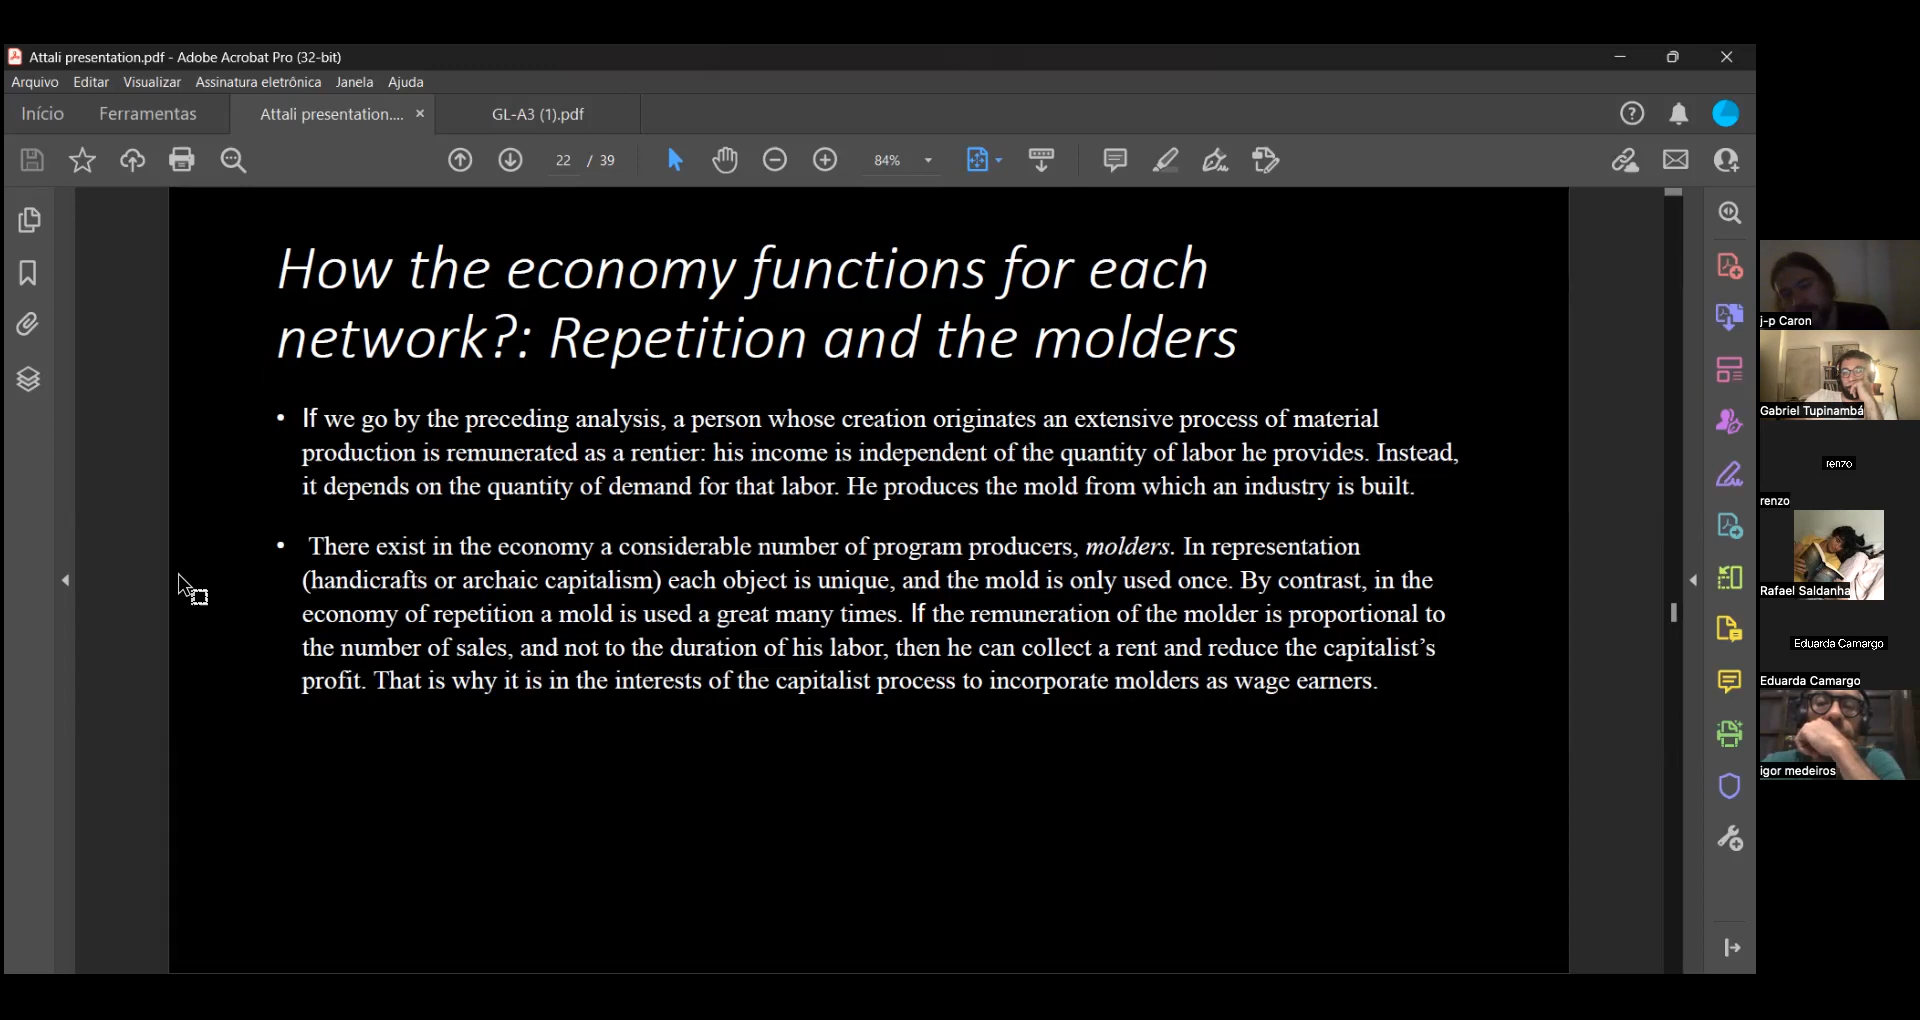 Attali presentation.pdf - Adobe Acrobat Pro (32-bit)
Arquivo Editar Visualizar Assinatura eletrônica Janela Ajuda
Início Ferramentas Attali presentation.... × GL-A3 (1).pdf
22 / 39 84%
How the economy functions for each
network?: Repetition and the molders
• If we go by the preceding analysis, a person whose creation originates an extensive process of material
production is remunerated as a rentier: his income is independent of the quantity of labor he provides. Instead,
it depends on the quantity of demand for that labor. He produces the mold from which an industry is built.
• There exist in the economy a considerable number of program producers, molders. In representation
(handicrafts or archaic capitalism) each object is unique, and the mold is only used once. By contrast, in the
economy of repetition a mold is used a great many times. If the remuneration of the molder is proportional to
the number of sales, and not to the duration of his labor, then he can collect a rent and reduce the capitalist’s
profit. That is why it is in the interests of the capitalist process to incorporate molders as wage earners.
j-p Caron
Gabriel Tupinambá
renzo
renzo
Rafael Saldanha
Eduarda Camargo
Eduarda Camargo
igor medeiros